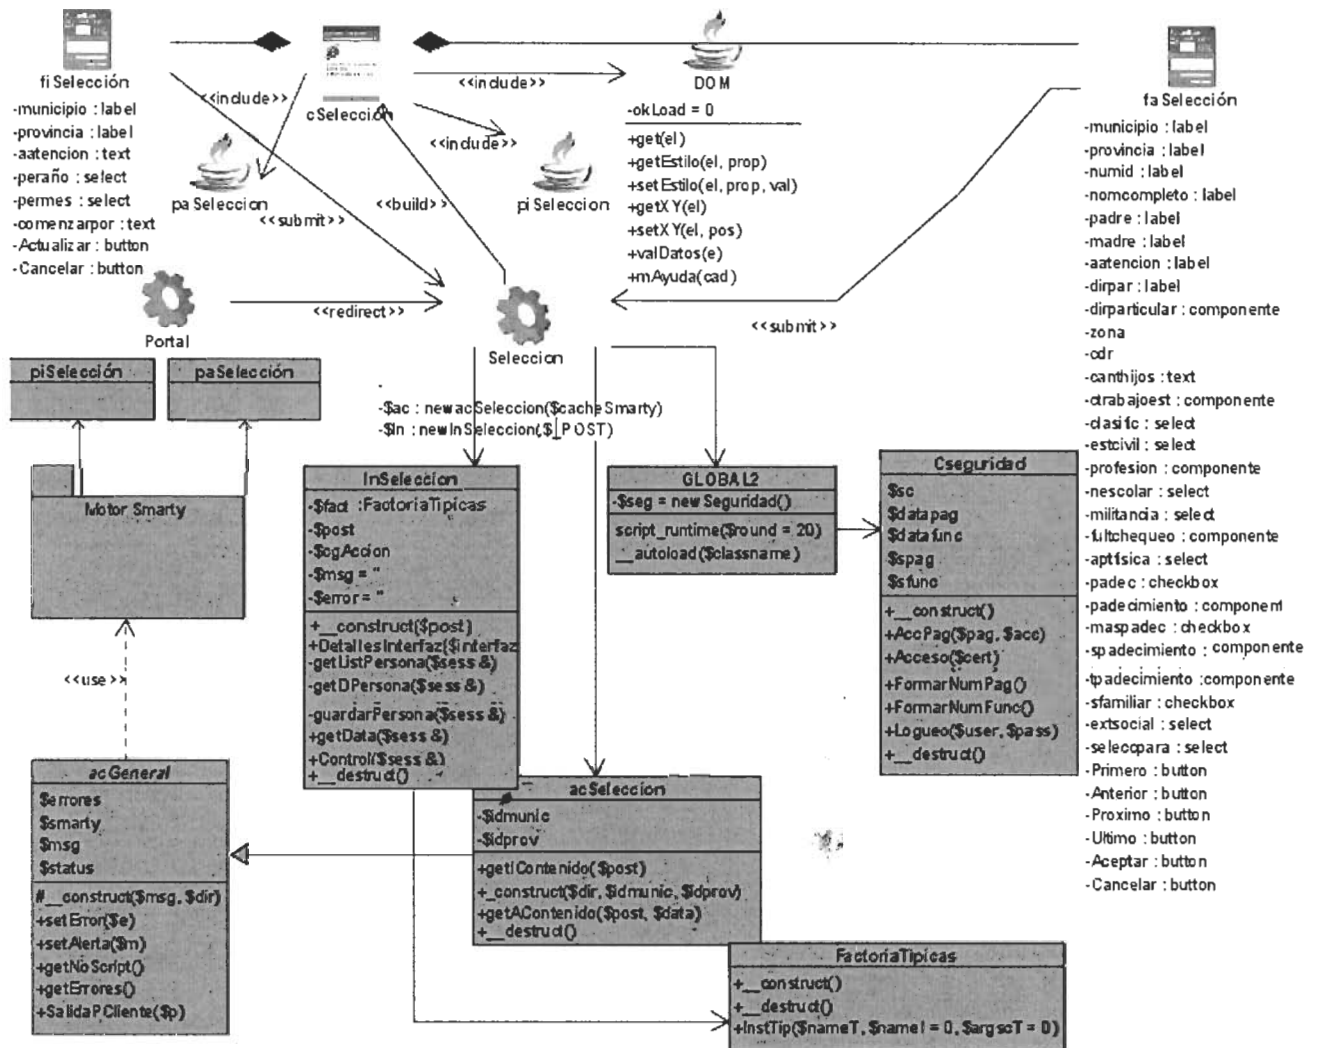 fiSelección
-municipio : label
-provincia : label
-aatencion : text
-peraño : select
-permes : select
-comenzarpor : text
-Actualizar : button
-Cancelar : button
cSelección
<<include>>
<<include>>
<<include>>
paSeleccion
piSeleccion
<<submit>>
<<build>>
DOM
-okLoad = 0
+get(el)
+getEstilo(el, prop)
+setEstilo(el, prop, val)
+getXY(el)
+setXY(el, pos)
+valDatos(e)
+mAyuda(cad)
faSelección
-municipio : label
-provincia : label
-numid : label
-nomcompleto : label
-padre : label
-madre : label
-aatencion : label
-dirpar : label
-dirparticular : componente
-zona
-cdr
-canthijos : text
-ctrabajoest : componente
-clasifc : select
-estcivil : select
-profesion : componente
-nescolar : select
-militancia : select
-fultchequeo : componente
-aptfisica : select
-padec : checkbox
-padecimiento : component
-maspadec : checkbox
-spadecimiento : componente
-tpadecimiento :componente
-sfamiliar : checkbox
-extsocial : select
-selecopara : select
-Primero : button
-Anterior : button
-Proximo : button
-Ultimo : button
-Aceptar : button
-Cancelar : button
Portal
<<redirect>>
Seleccion
<<submit>>
piSelección
paSelección
-$ac : newacSeleccion($cacheSmarty)
-$In : newInSeleccion($_POST)
Motor Smarty
<<use>>
InSeleccion
-$fact :FactoriaTipicas
-$post
-$cgAccion
-$msg = ''
-$error = ''
+__construct($post)
+DetallesInterfaz($interfaz
-getListPersona($sess &)
-getDPersona($sess &)
-guardarPersona($sess &)
+getData($sess &)
+Control($sess &)
+__destruct()
GLOBAL2
-$seg = newSeguridad()
script_runtime($round = 20)
__autoload($classname)
Cseguridad
$sc
$datapag
$datafunc
$spag
$sfunc
+__construct()
+AccPag($pag, $acc)
+Acceso($cert)
+FormarNumPag()
+FormarNumFunc()
+Logueo($user, $pass)
+__destruct()
acGeneral
$errores
$smarty
$msg
$status
#__construct($msg, $dir)
+setError($e)
+setAlerta($m)
+getNoScript()
+getErrores()
+SalidaPCliente($p)
acSeleccion
-$idmunic
-$idprov
+getIContenido($post)
+_construct($dir, $idmunic, $idprov)
+getAContenido($post, $data)
+__destruct()
FactoriaTipicas
+__construct()
+__destruct()
+InstTip($nameT, $nameI = 0, $argscT = 0)